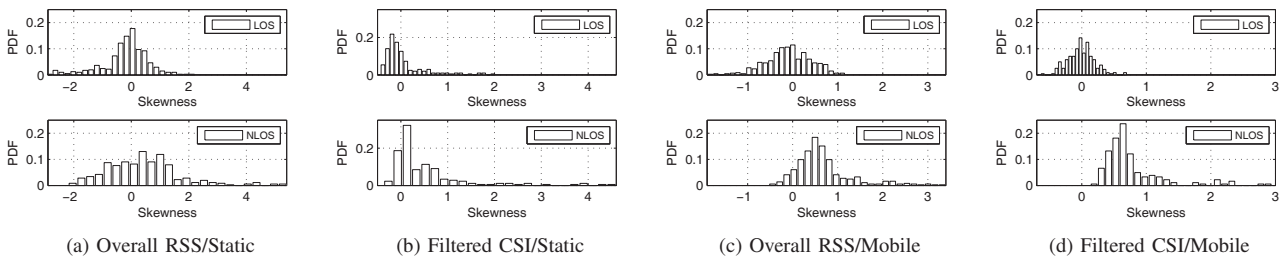 0.2
0.1
0
PDF
LOS
−2 0 2 4
Skewness
0.2
0.1
0
PDF
NLOS
−2 0 2 4
Skewness
(a) Overall RSS/Static
0.2
0.1
0
PDF
LOS
0 1 2 3 4
Skewness
0.2
0
PDF
NLOS
0 1 2 3 4
Skewness
(b) Filtered CSI/Static
0.2
0.1
0
PDF
LOS
−1 0 1 2 3
Skewness
0.2
0.1
0
PDF
NLOS
−1 0 1 2 3
Skewness
(c) Overall RSS/Mobile
0.2
0.1
0
PDF
LOS
0 1 2 3
Skewness
0.2
0.1
0
PDF
NLOS
0 1 2 3
Skewness
(d) Filtered CSI/Mobile